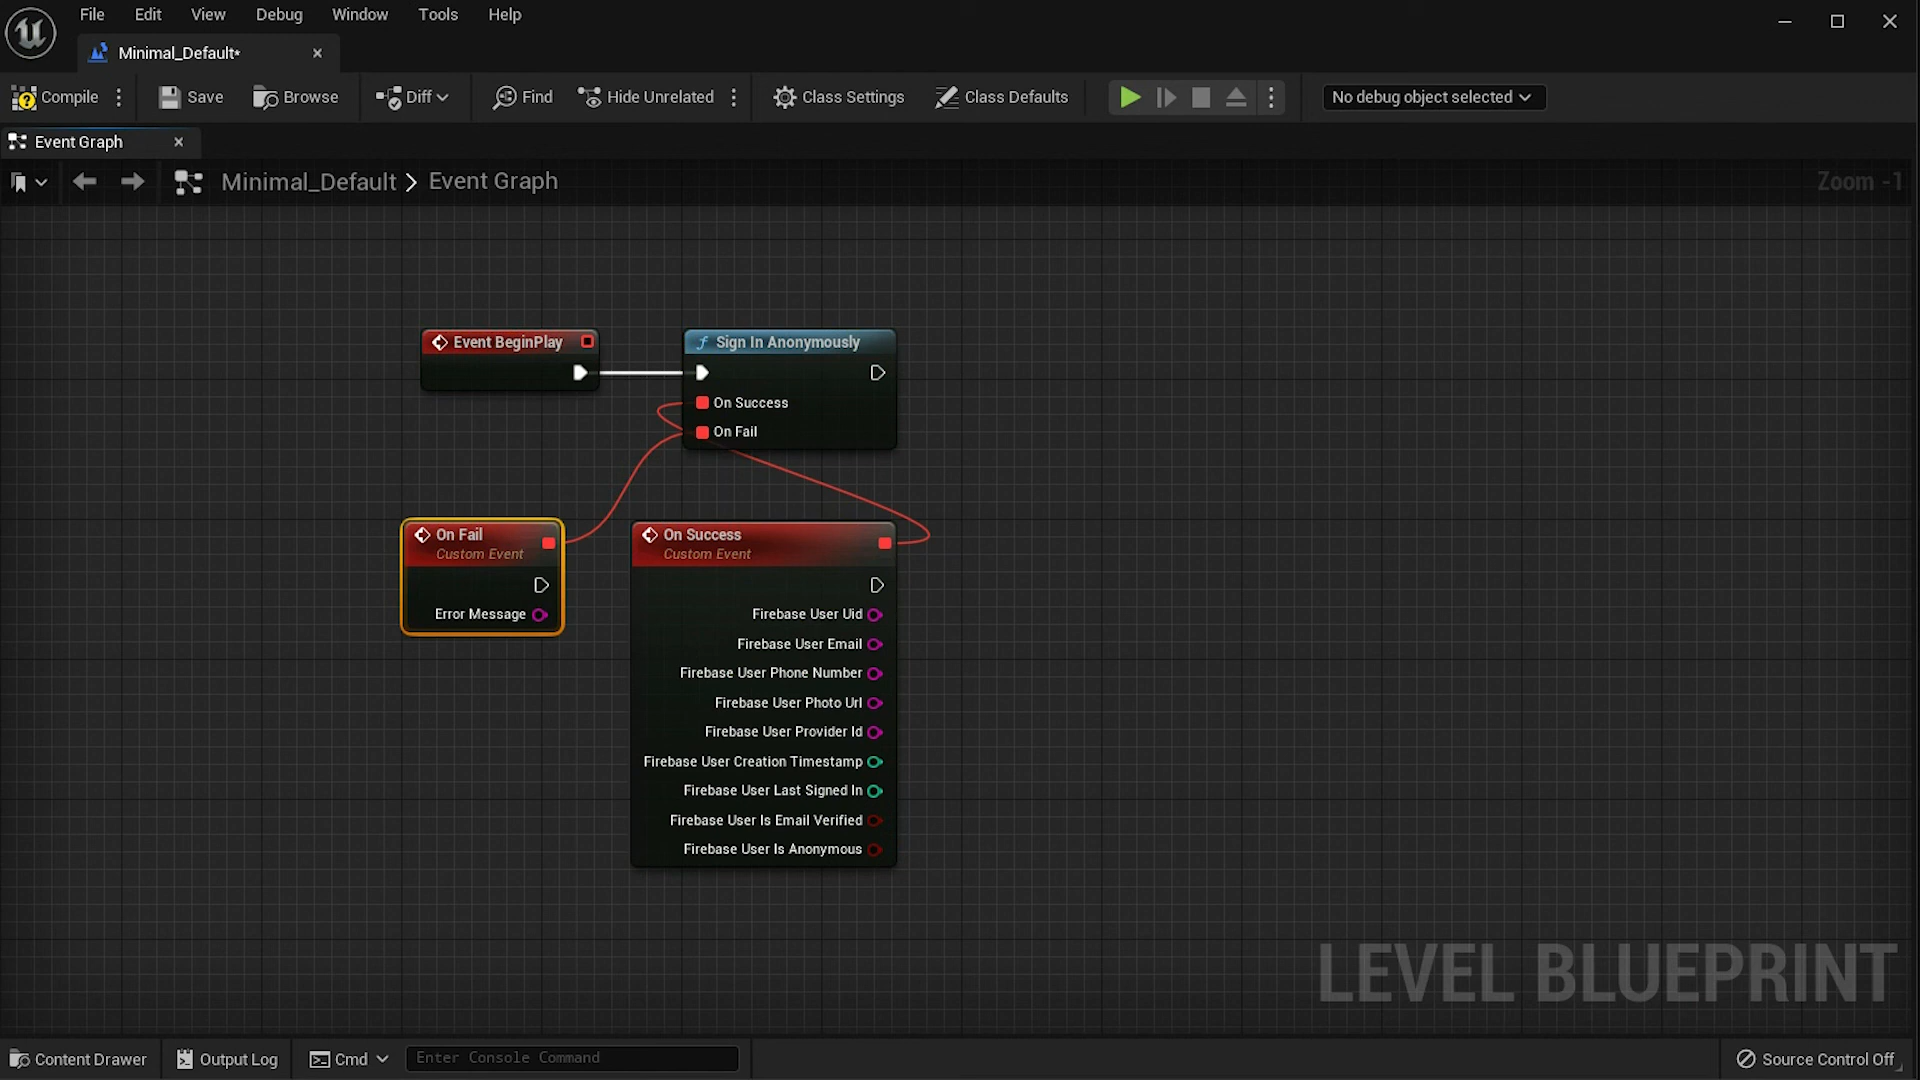 File Edit View Debug Window Tools Help
Minimal_Default*
Compile Save Browse Diff Find Hide Unrelated Class Settings Class Defaults No debug object selected
Event Graph
Minimal_Default > Event Graph Zoom -1
Event BeginPlay
Sign In Anonymously
On Success
On Fail
On Fail
Custom Event
Error Message
On Success
Custom Event
Firebase User Uid
Firebase User Email
Firebase User Phone Number
Firebase User Photo Url
Firebase User Provider Id
Firebase User Creation Timestamp
Firebase User Last Signed In
Firebase User Is Email Verified
Firebase User Is Anonymous
LEVEL BLUEPRINT
Content Drawer Output Log Cmd Enter Console Command Source Control Off